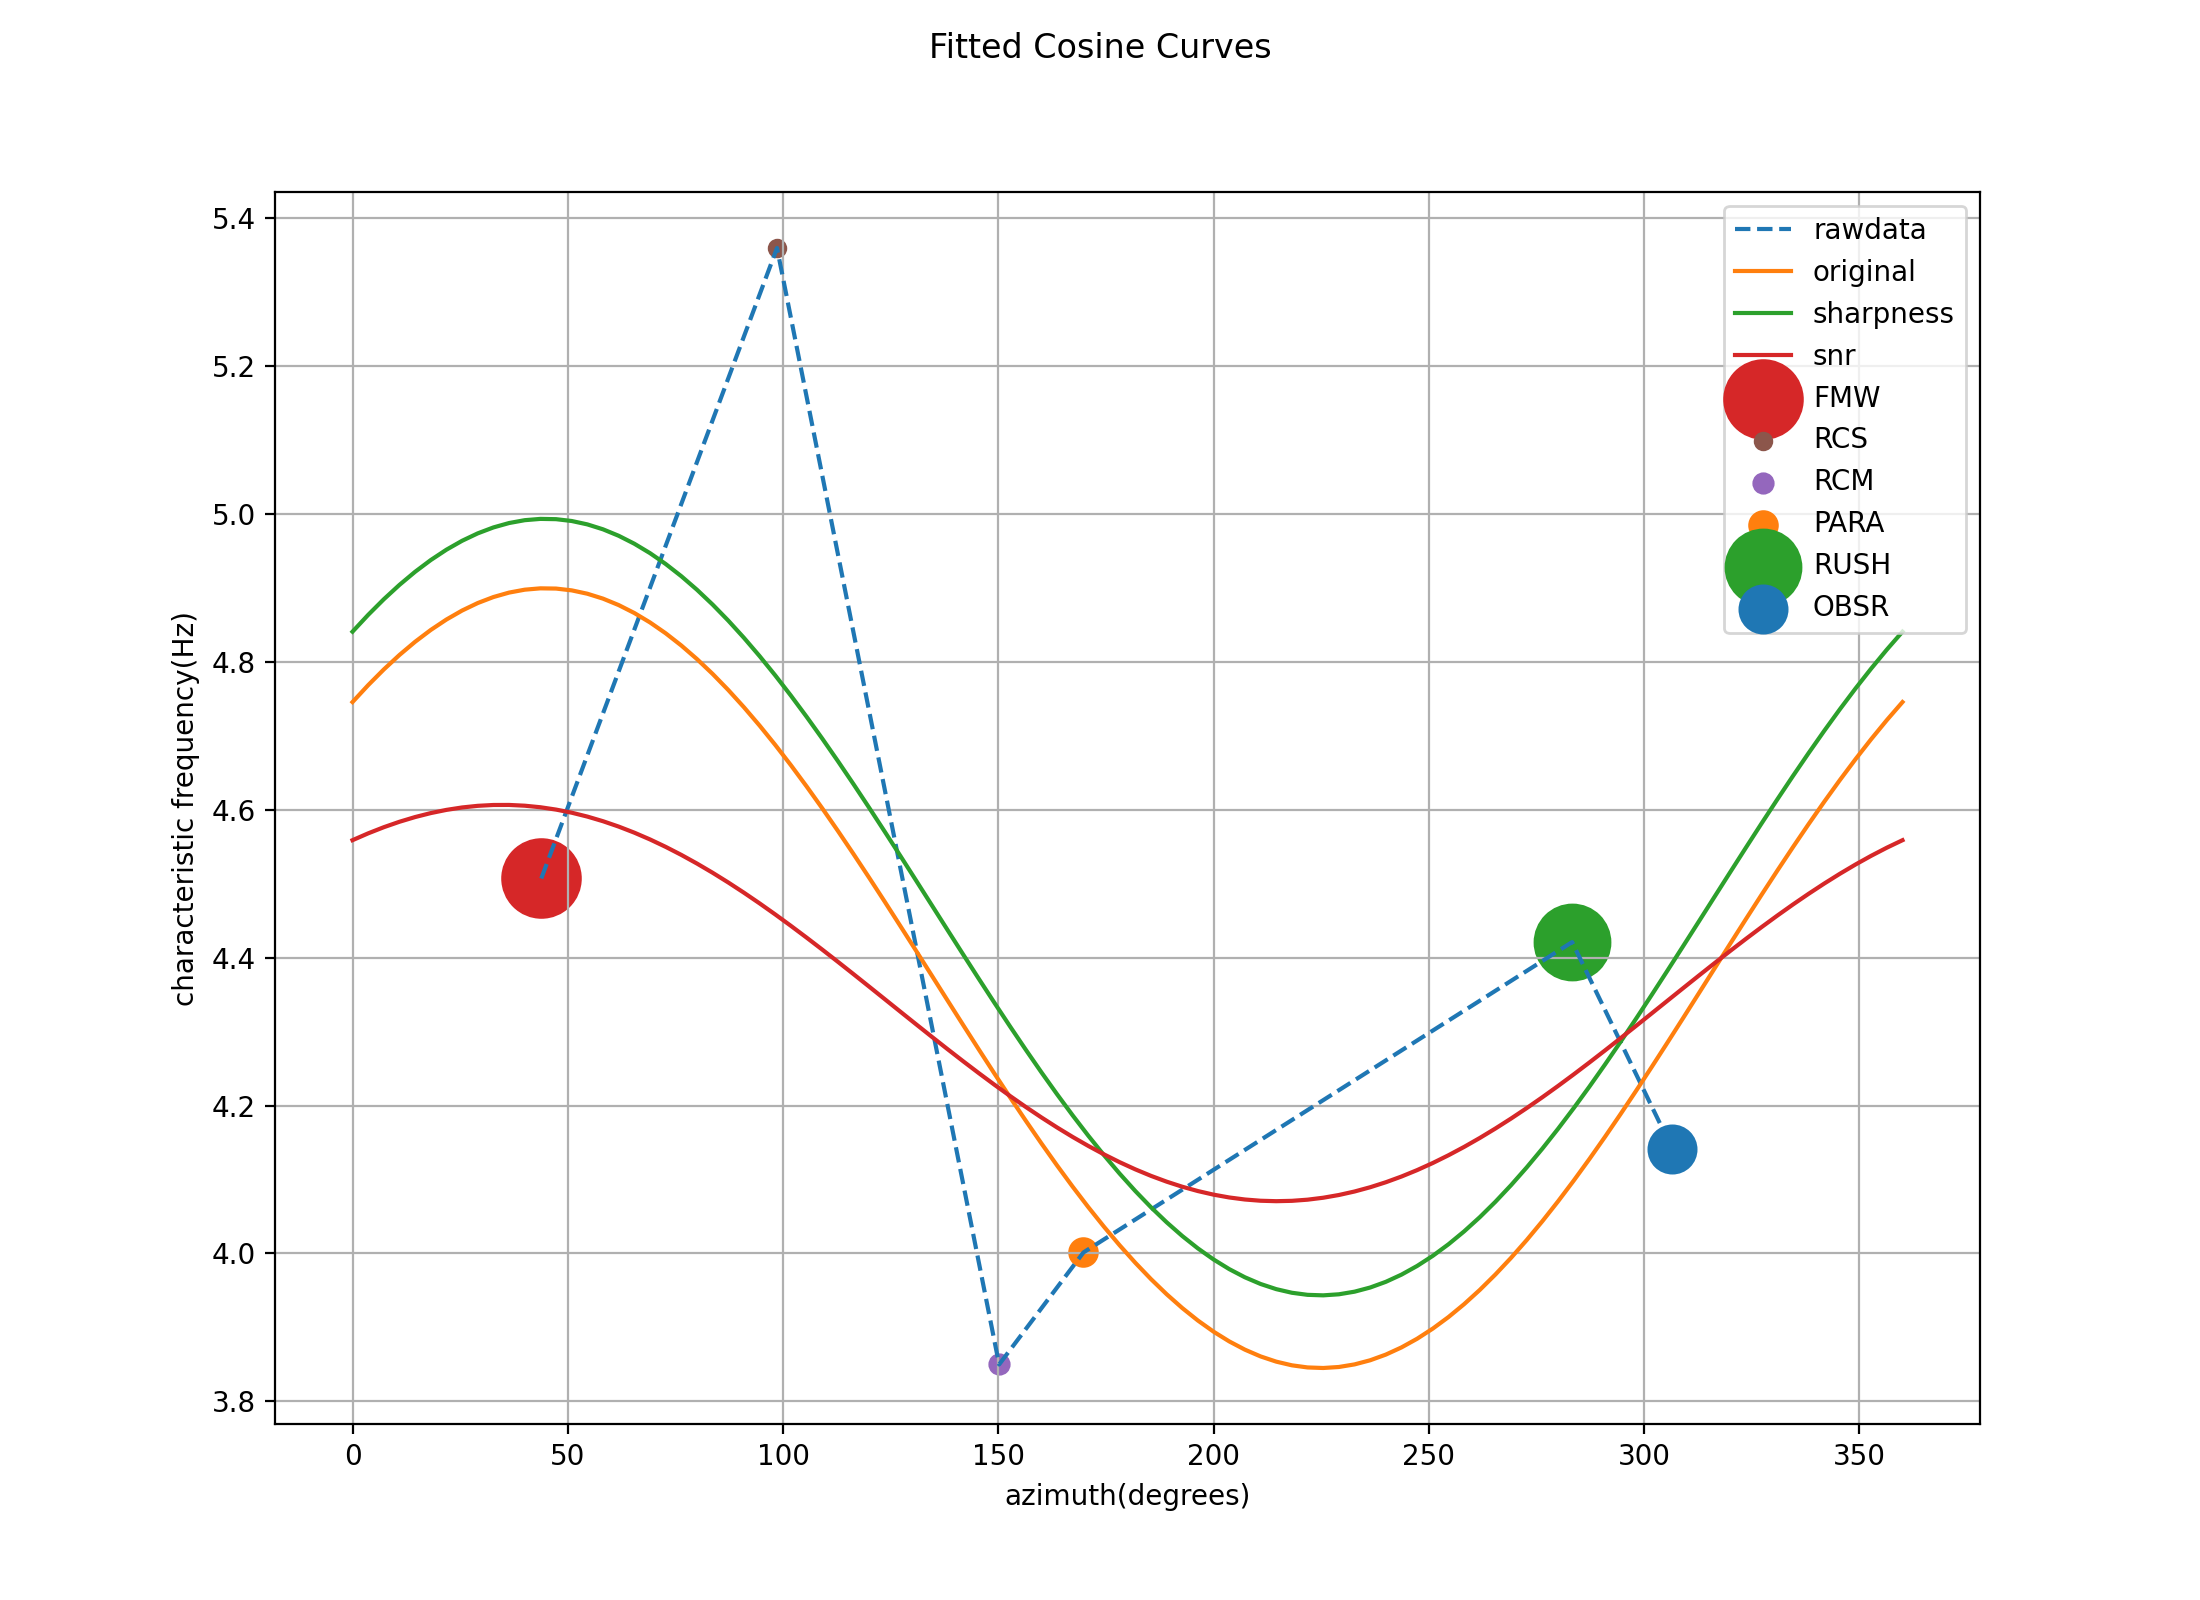 Fitted Cosine Curves
5.4
5.2
5.0
4.8
4.6
4.4
4.2
4.0
3.8
characteristic frequency(Hz)
rawdata
original
sharpness
snr
FMW
RCS
RCM
PARA
RUSH
OBSR
0 50 100 150 200 250 300 350
azimuth(degrees)